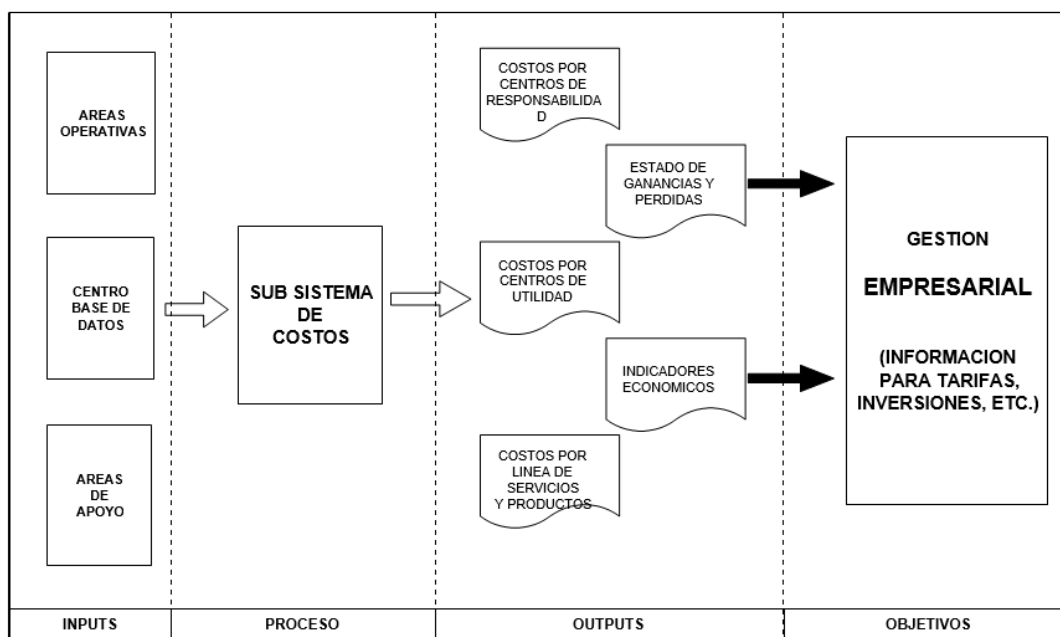 AREAS
OPERATIVAS
CENTRO
BASE DE
DATOS
AREAS
DE
APOYO
SUB SISTEMA
DE
COSTOS
COSTOS POR
CENTROS DE
RESPONSABILIDA
D
ESTADO DE
GANANCIAS Y
PERDIDAS
COSTOS POR
CENTROS DE
UTILIDAD
INDICADORES
ECONOMICOS
COSTOS POR
LINEA DE
SERVICIOS
Y PRODUCTOS
GESTION
EMPRESARIAL
(INFORMACION
PARA TARIFAS,
INVERSIONES, ETC.)
INPUTS
PROCESO
OUTPUTS
OBJETIVOS